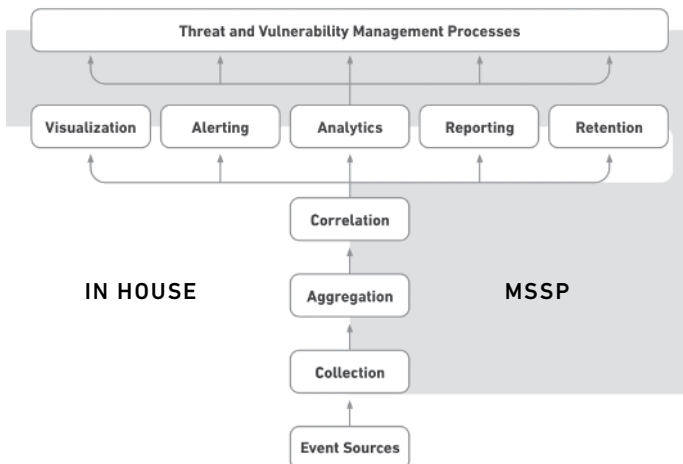 Threat and Vulnerability Management Processes
Visualization
Alerting
Analytics
Reporting
Retention
Correlation
IN HOUSE
Aggregation
MSSP
Collection
Event Sources